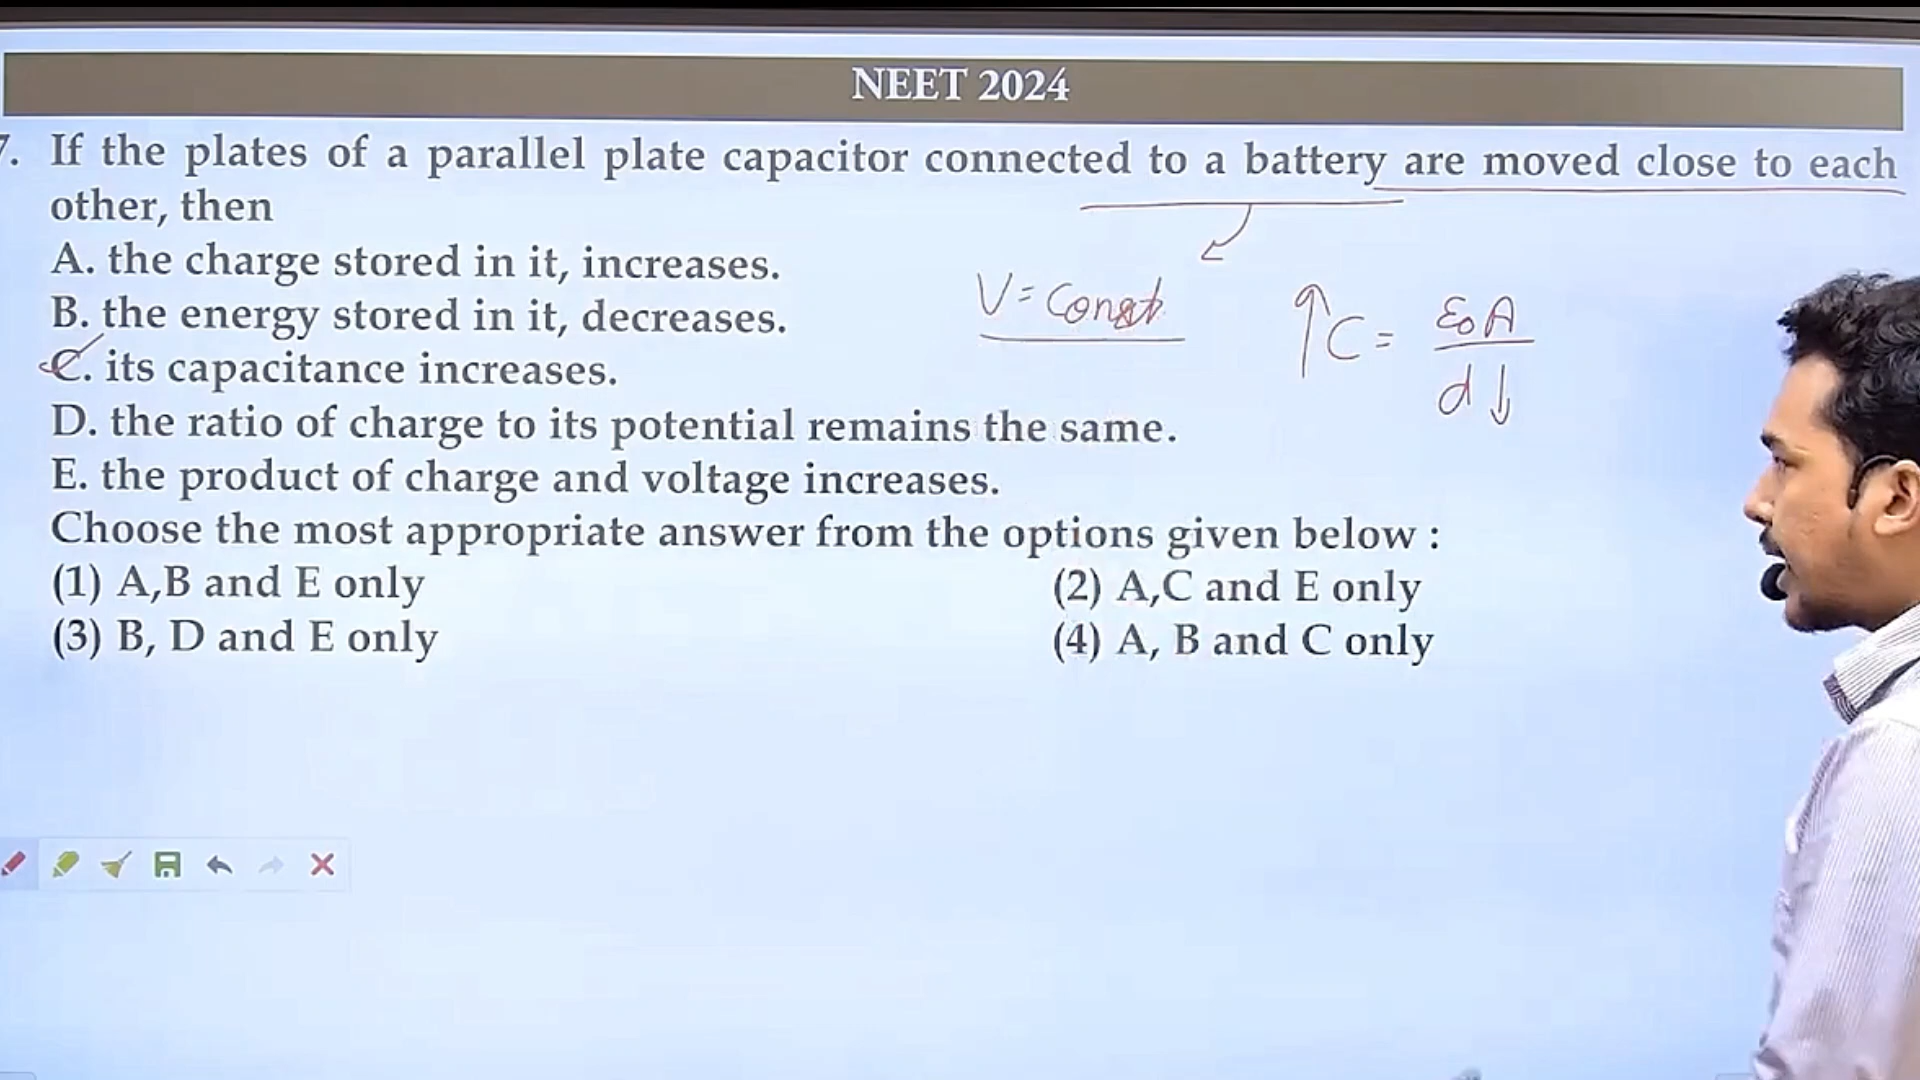 NEET 2024
7. If the plates of a parallel plate capacitor connected to a battery are moved close to each
other, then
A. the charge stored in it, increases.
B. the energy stored in it, decreases.
C. its capacitance increases.
D. the ratio of charge to its potential remains the same.
E. the product of charge and voltage increases.
Choose the most appropriate answer from the options given below :
(1) A,B and E only
(2) A,C and E only
(3) B, D and E only
(4) A, B and C only
V = Const.
↑C = ε₀A
d↓